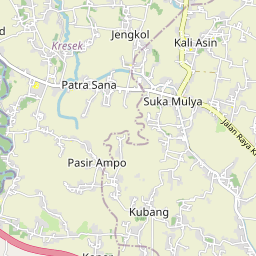 Kresek
Jengkol
Kali Asin
Patra Sana
Suka Mulya
Jalan Raya K
Pasir Ampo
Kubang